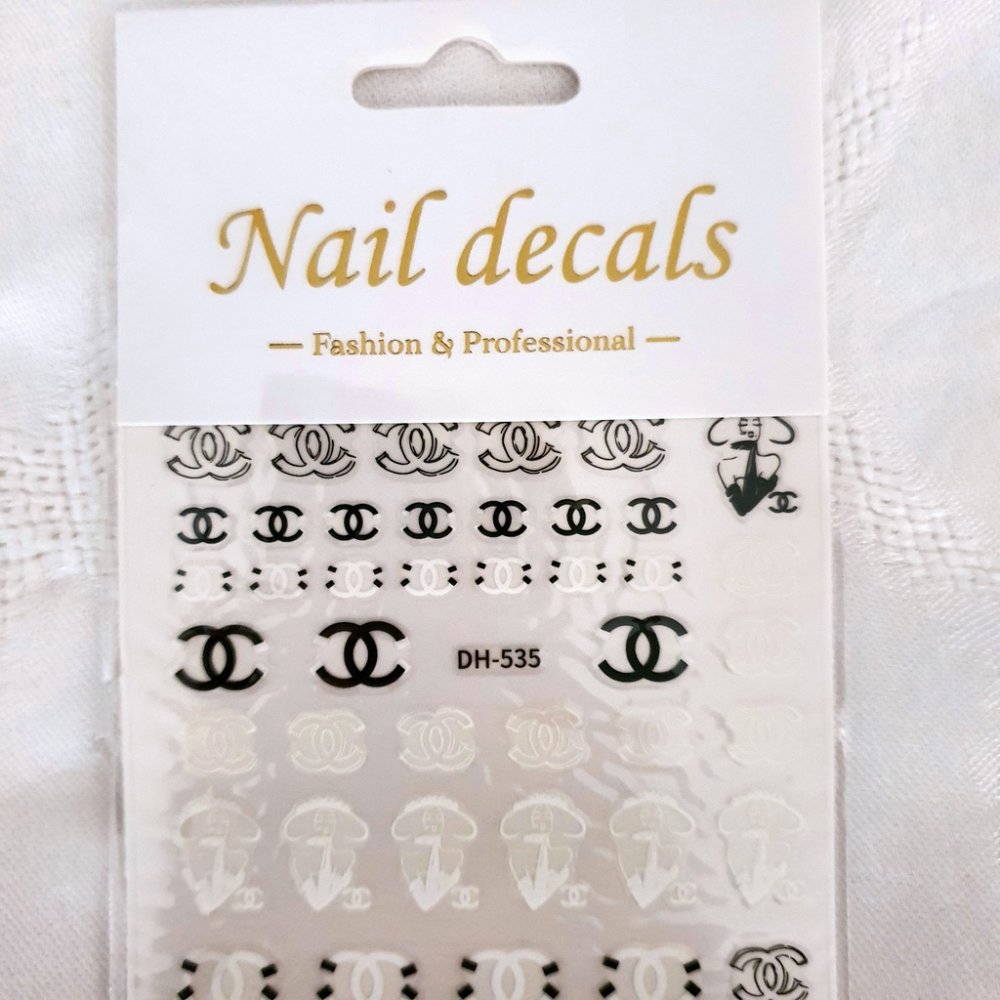 Nail decals
— Fashion & Professional —
DH-535